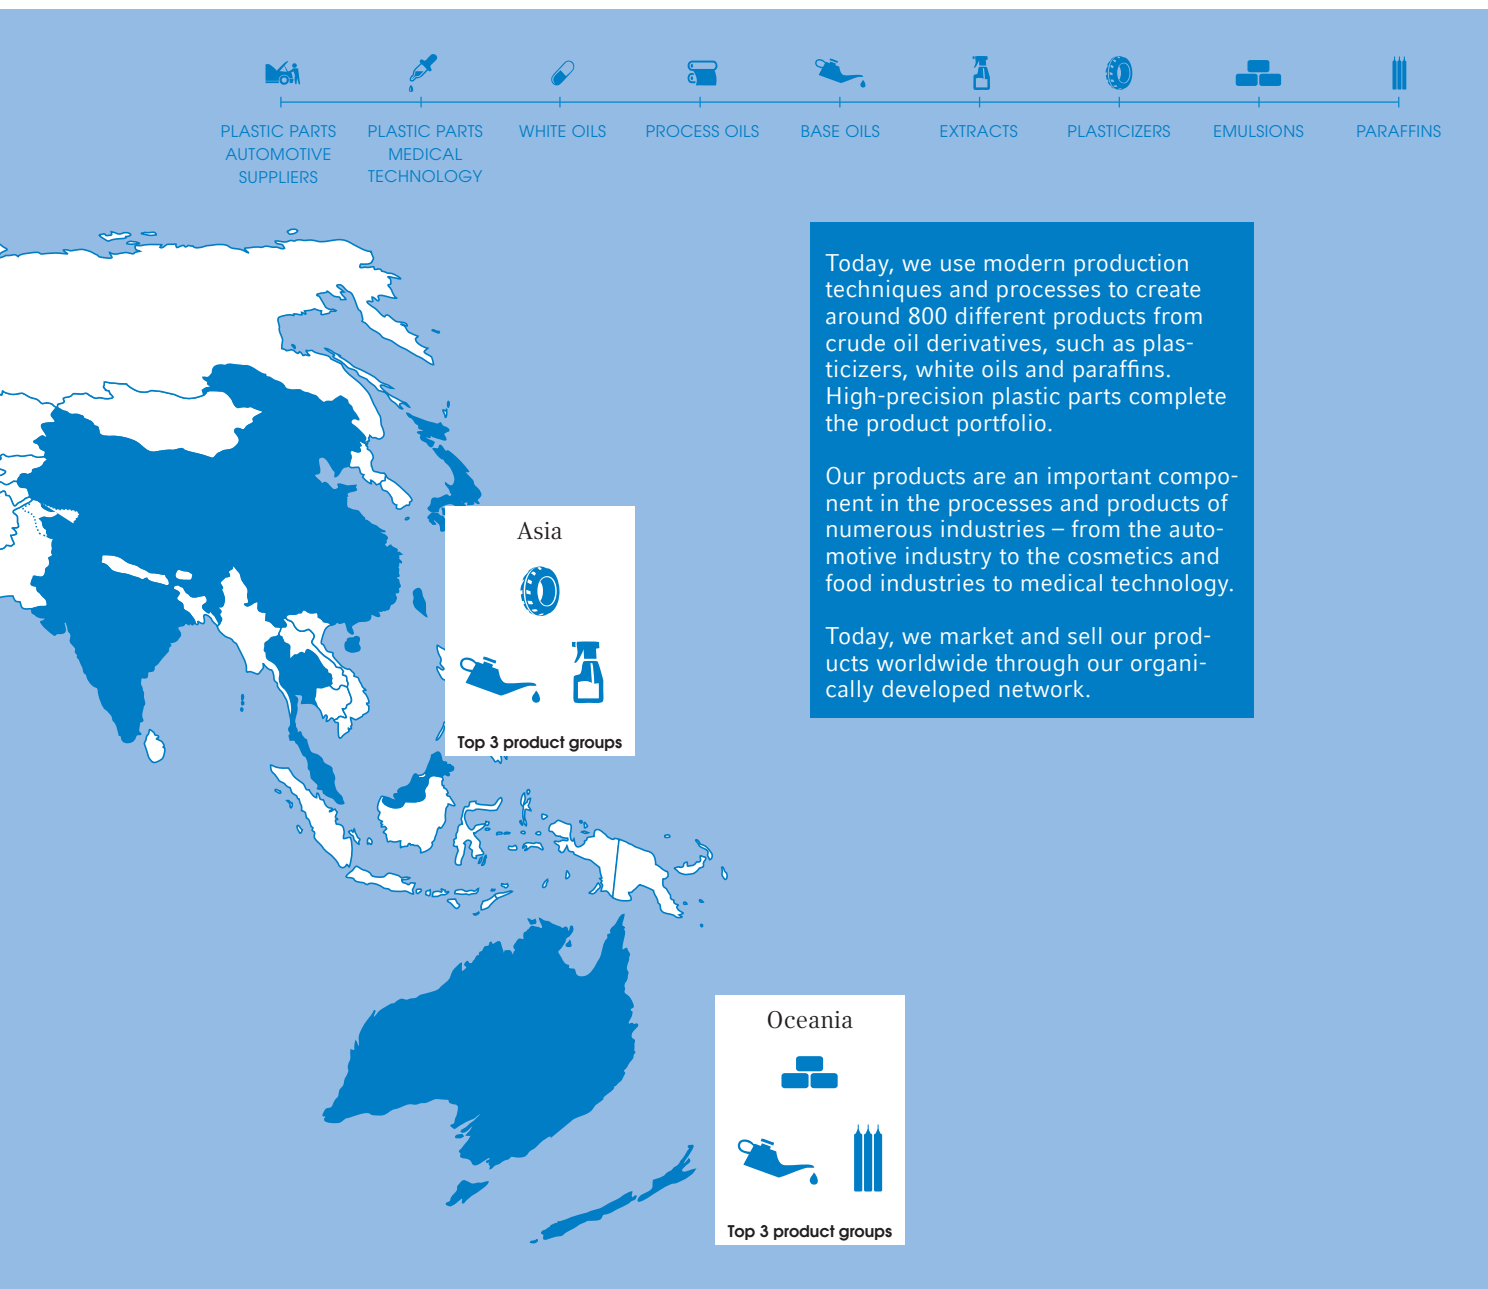 PLASTIC PARTS
AUTOMOTIVE
SUPPLIERS
PLASTIC PARTS
MEDICAL
TECHNOLOGY
WHITE OILS
PROCESS OILS
BASE OILS
EXTRACTS
PLASTICIZERS
EMULSIONS
PARAFFINS
Today, we use modern production
techniques and processes to create
around 800 different products from
crude oil derivatives, such as plas-
ticizers, white oils and paraffins.
High-precision plastic parts complete
the product portfolio.
Our products are an important compo-
nent in the processes and products of
numerous industries – from the auto-
motive industry to the cosmetics and
food industries to medical technology.
Today, we market and sell our prod-
ucts worldwide through our organi-
cally developed network.
Asia
Top 3 product groups
Oceania
Top 3 product groups